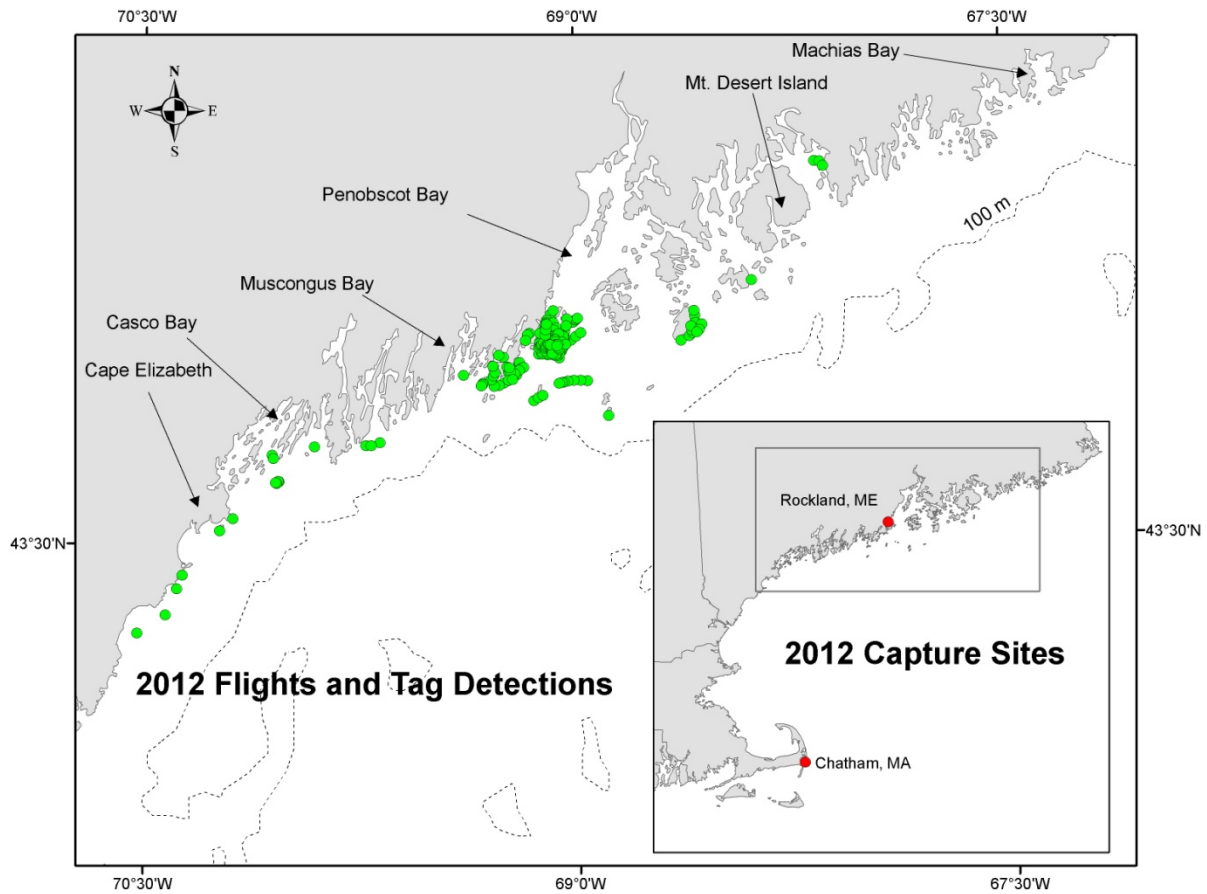 70°30'W 69°0'W 67°30'W
Machias Bay
N
Mt. Desert Island
W E
S
Penobscot Bay
100 m
Muscongus Bay
Casco Bay
Cape Elizabeth
Rockland, ME
43°30'N 43°30'N
2012 Capture Sites
2012 Flights and Tag Detections
Chatham, MA
70°30'W 69°0'W 67°30'W